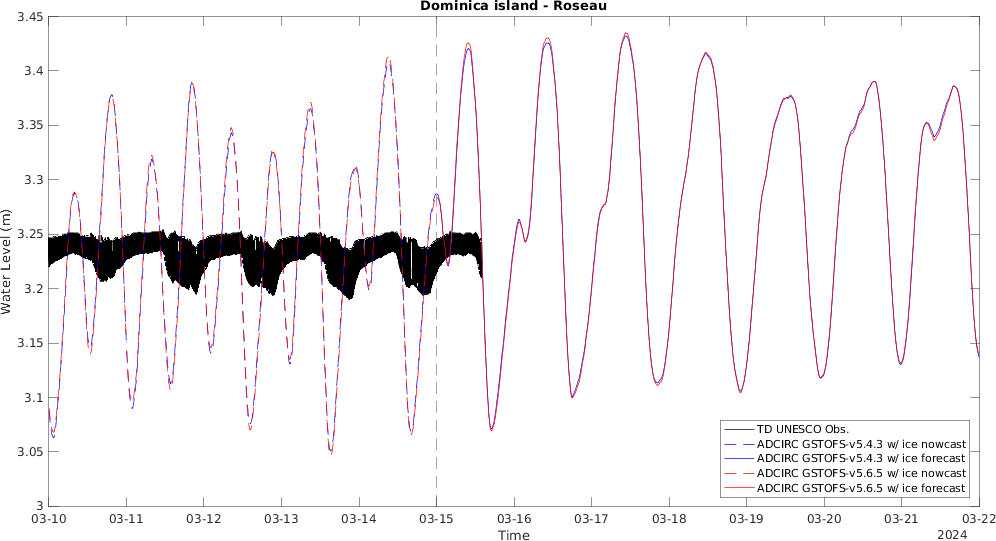 Dominica island - Roseau
3.45
3.4
3.35
3.3
3.25
3.2
3.15
3.1
3.05
3
Water Level (m)
03-10 03-11 03-12 03-13 03-14 03-15 03-16 03-17 03-18 03-19 03-20 03-21 03-22
Time
2024
TD UNESCO Obs.
ADCIRC GSTOFS-v5.4.3 w/ ice nowcast
ADCIRC GSTOFS-v5.4.3 w/ ice forecast
ADCIRC GSTOFS-v5.6.5 w/ ice nowcast
ADCIRC GSTOFS-v5.6.5 w/ ice forecast